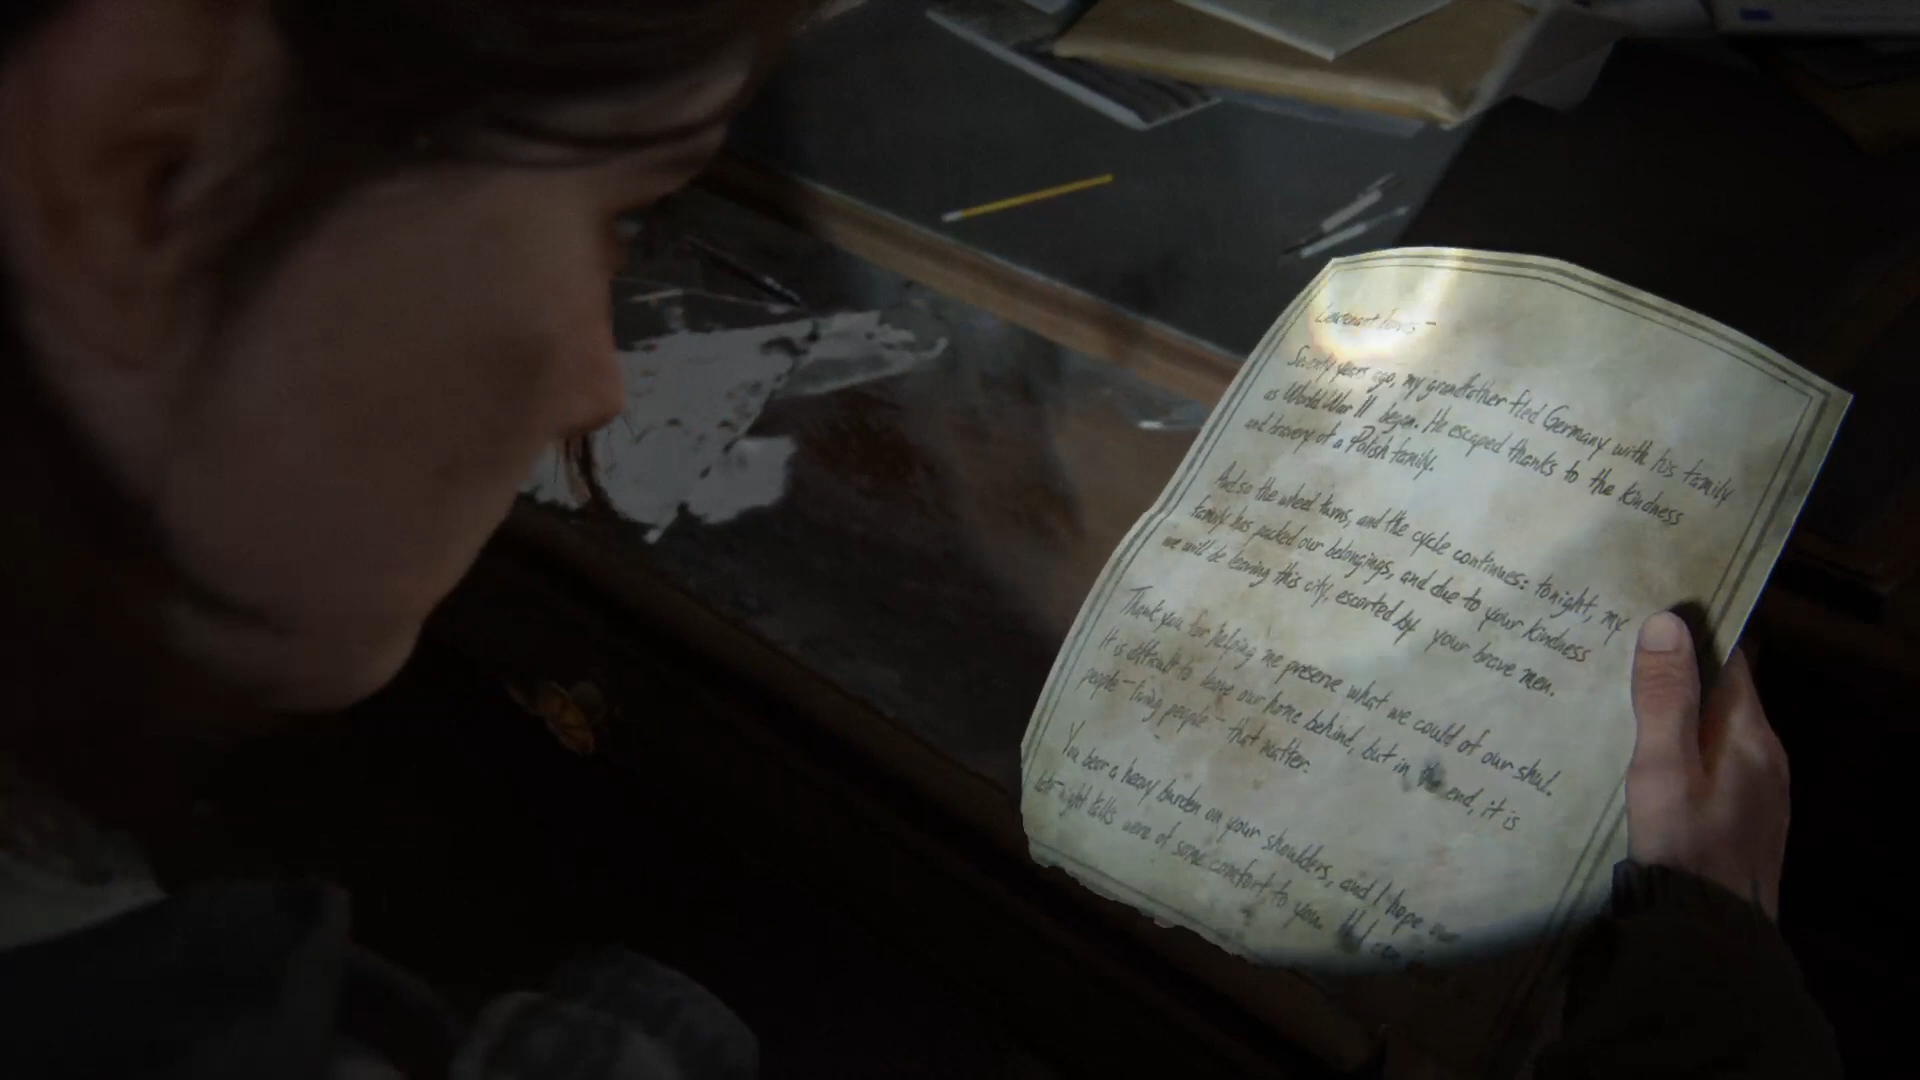 Lieutenant
Seventy years ago, my grandfather fled Germany with his family
as World War II began. He escaped thanks to the kindness
and bravery of a Polish family.
And so the wheel turns, and the cycle continues: tonight, my
family has packed our belongings, and due to your kindness
we will be leaving this city, escorted by your brave men.
Thank you for helping me preserve what we could of our shul.
It is difficult to leave our home behind, but in the end, it is
people - living people - that matter.
You bear a heavy burden on your shoulders, and I hope our
late-night talks were of some comfort to you.